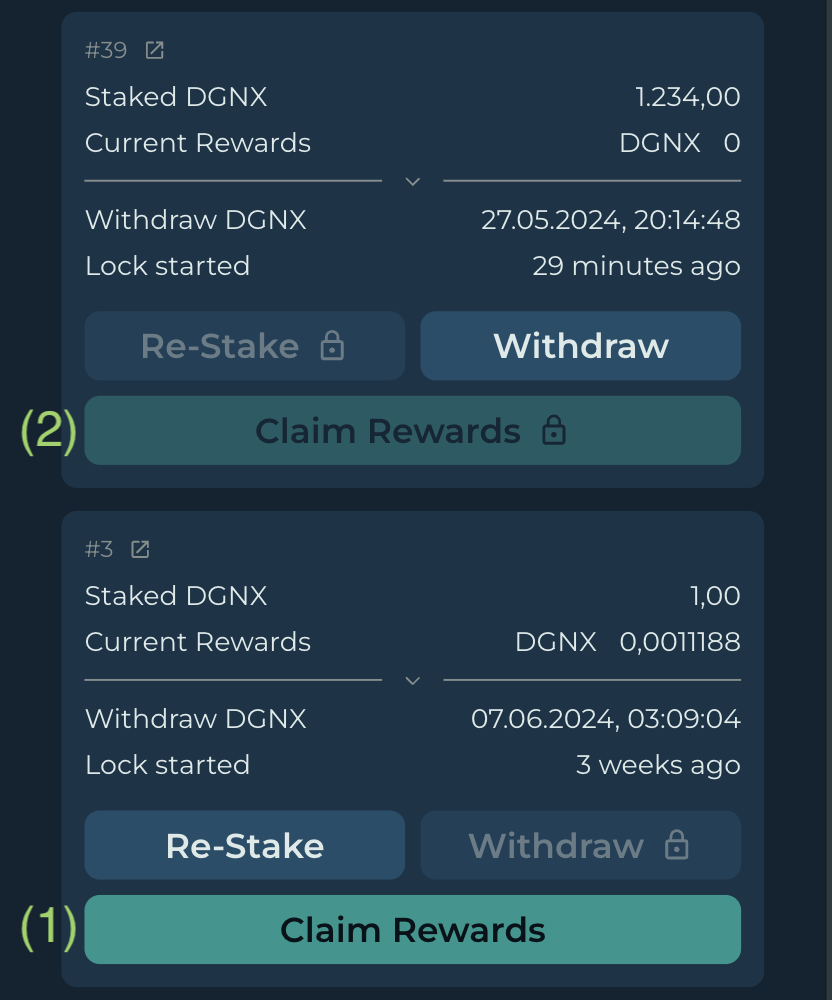 #39
Staked DGNX 1.234,00
Current Rewards DGNX 0
Withdraw DGNX 27.05.2024, 20:14:48
Lock started 29 minutes ago
Re-Stake Withdraw
(2) Claim Rewards
#3
Staked DGNX 1,00
Current Rewards DGNX 0,0011188
Withdraw DGNX 07.06.2024, 03:09:04
Lock started 3 weeks ago
Re-Stake Withdraw
(1) Claim Rewards